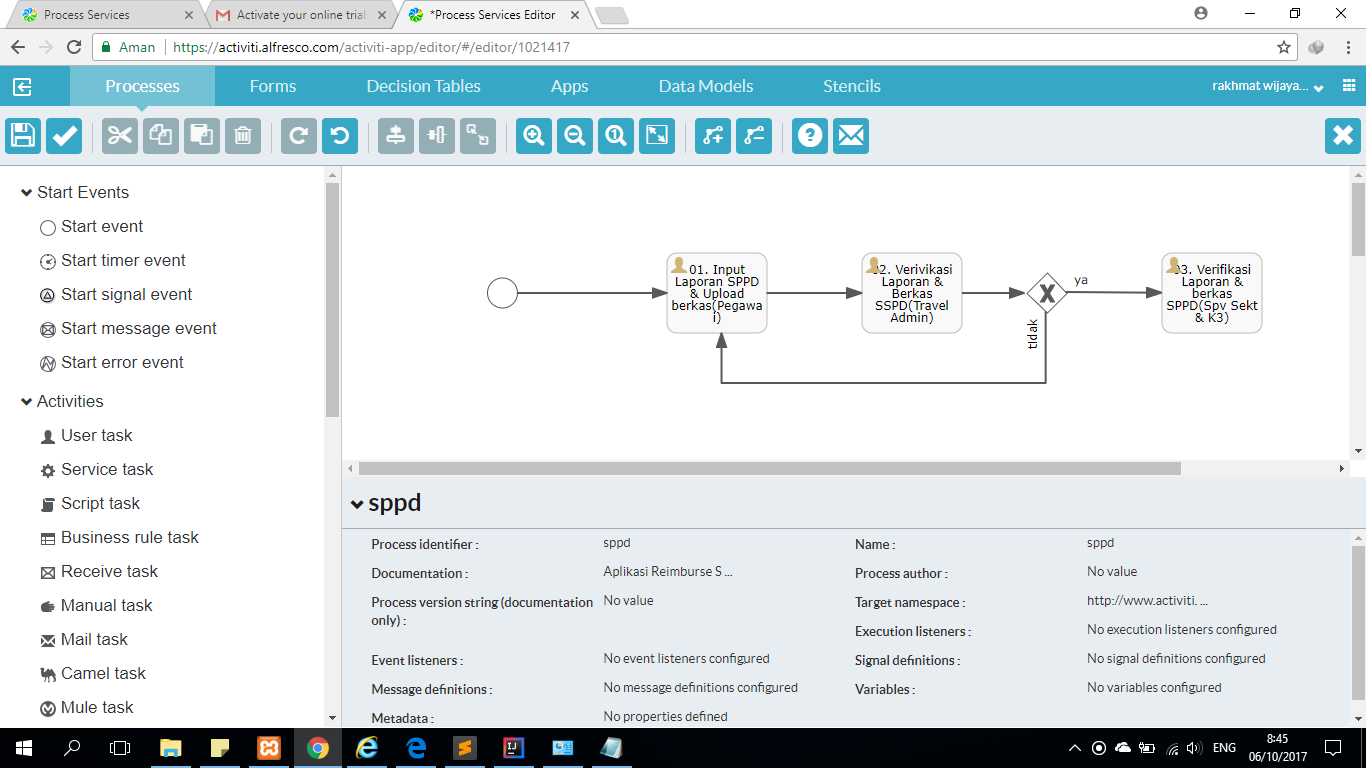 Process Services
Activate your online trial
*Process Services Editor
Aman
https://activiti.alfresco.com/activiti-app/editor/#/editor/1021417
Processes
Forms
Decision Tables
Apps
Data Models
Stencils
rakhmat wijaya...
Start Events
Start event
Start timer event
Start signal event
Start message event
Start error event
Activities
User task
Service task
Script task
Business rule task
Receive task
Manual task
Mail task
Camel task
Mule task
01. Input
Laporan SPPD
& Upload
berkas(Pegawa
i)
02. Verivikasi
Laporan &
Berkas
SSPD(Travel
Admin)
X
ya
tIdak
03. Verifikasi
Laporan &
berkas
SPPD(Spv Sekt
& K3)
sppd
Process identifier : sppd
Name : sppd
Documentation : Aplikasi Reimburse S ...
Process author : No value
Process version string (documentation
only) : No value
Target namespace : http://www.activiti. ...
Execution listeners : No execution listeners configured
Event listeners : No event listeners configured
Signal definitions : No signal definitions configured
Message definitions : No message definitions configured
Variables : No variables configured
Metadata : No properties defined
ENG
8:45
06/10/2017